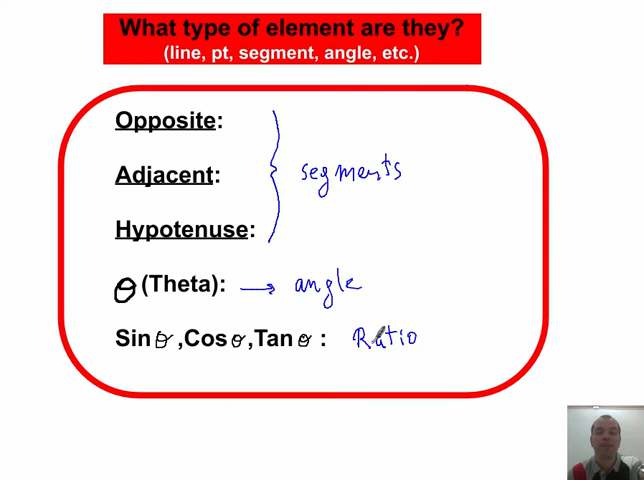 What type of element are they?
(line, pt, segment, angle, etc.)
Opposite:
Adjacent: segments
Hypotenuse:
θ (Theta): → angle
Sin θ ,Cos θ ,Tan θ : Ratio